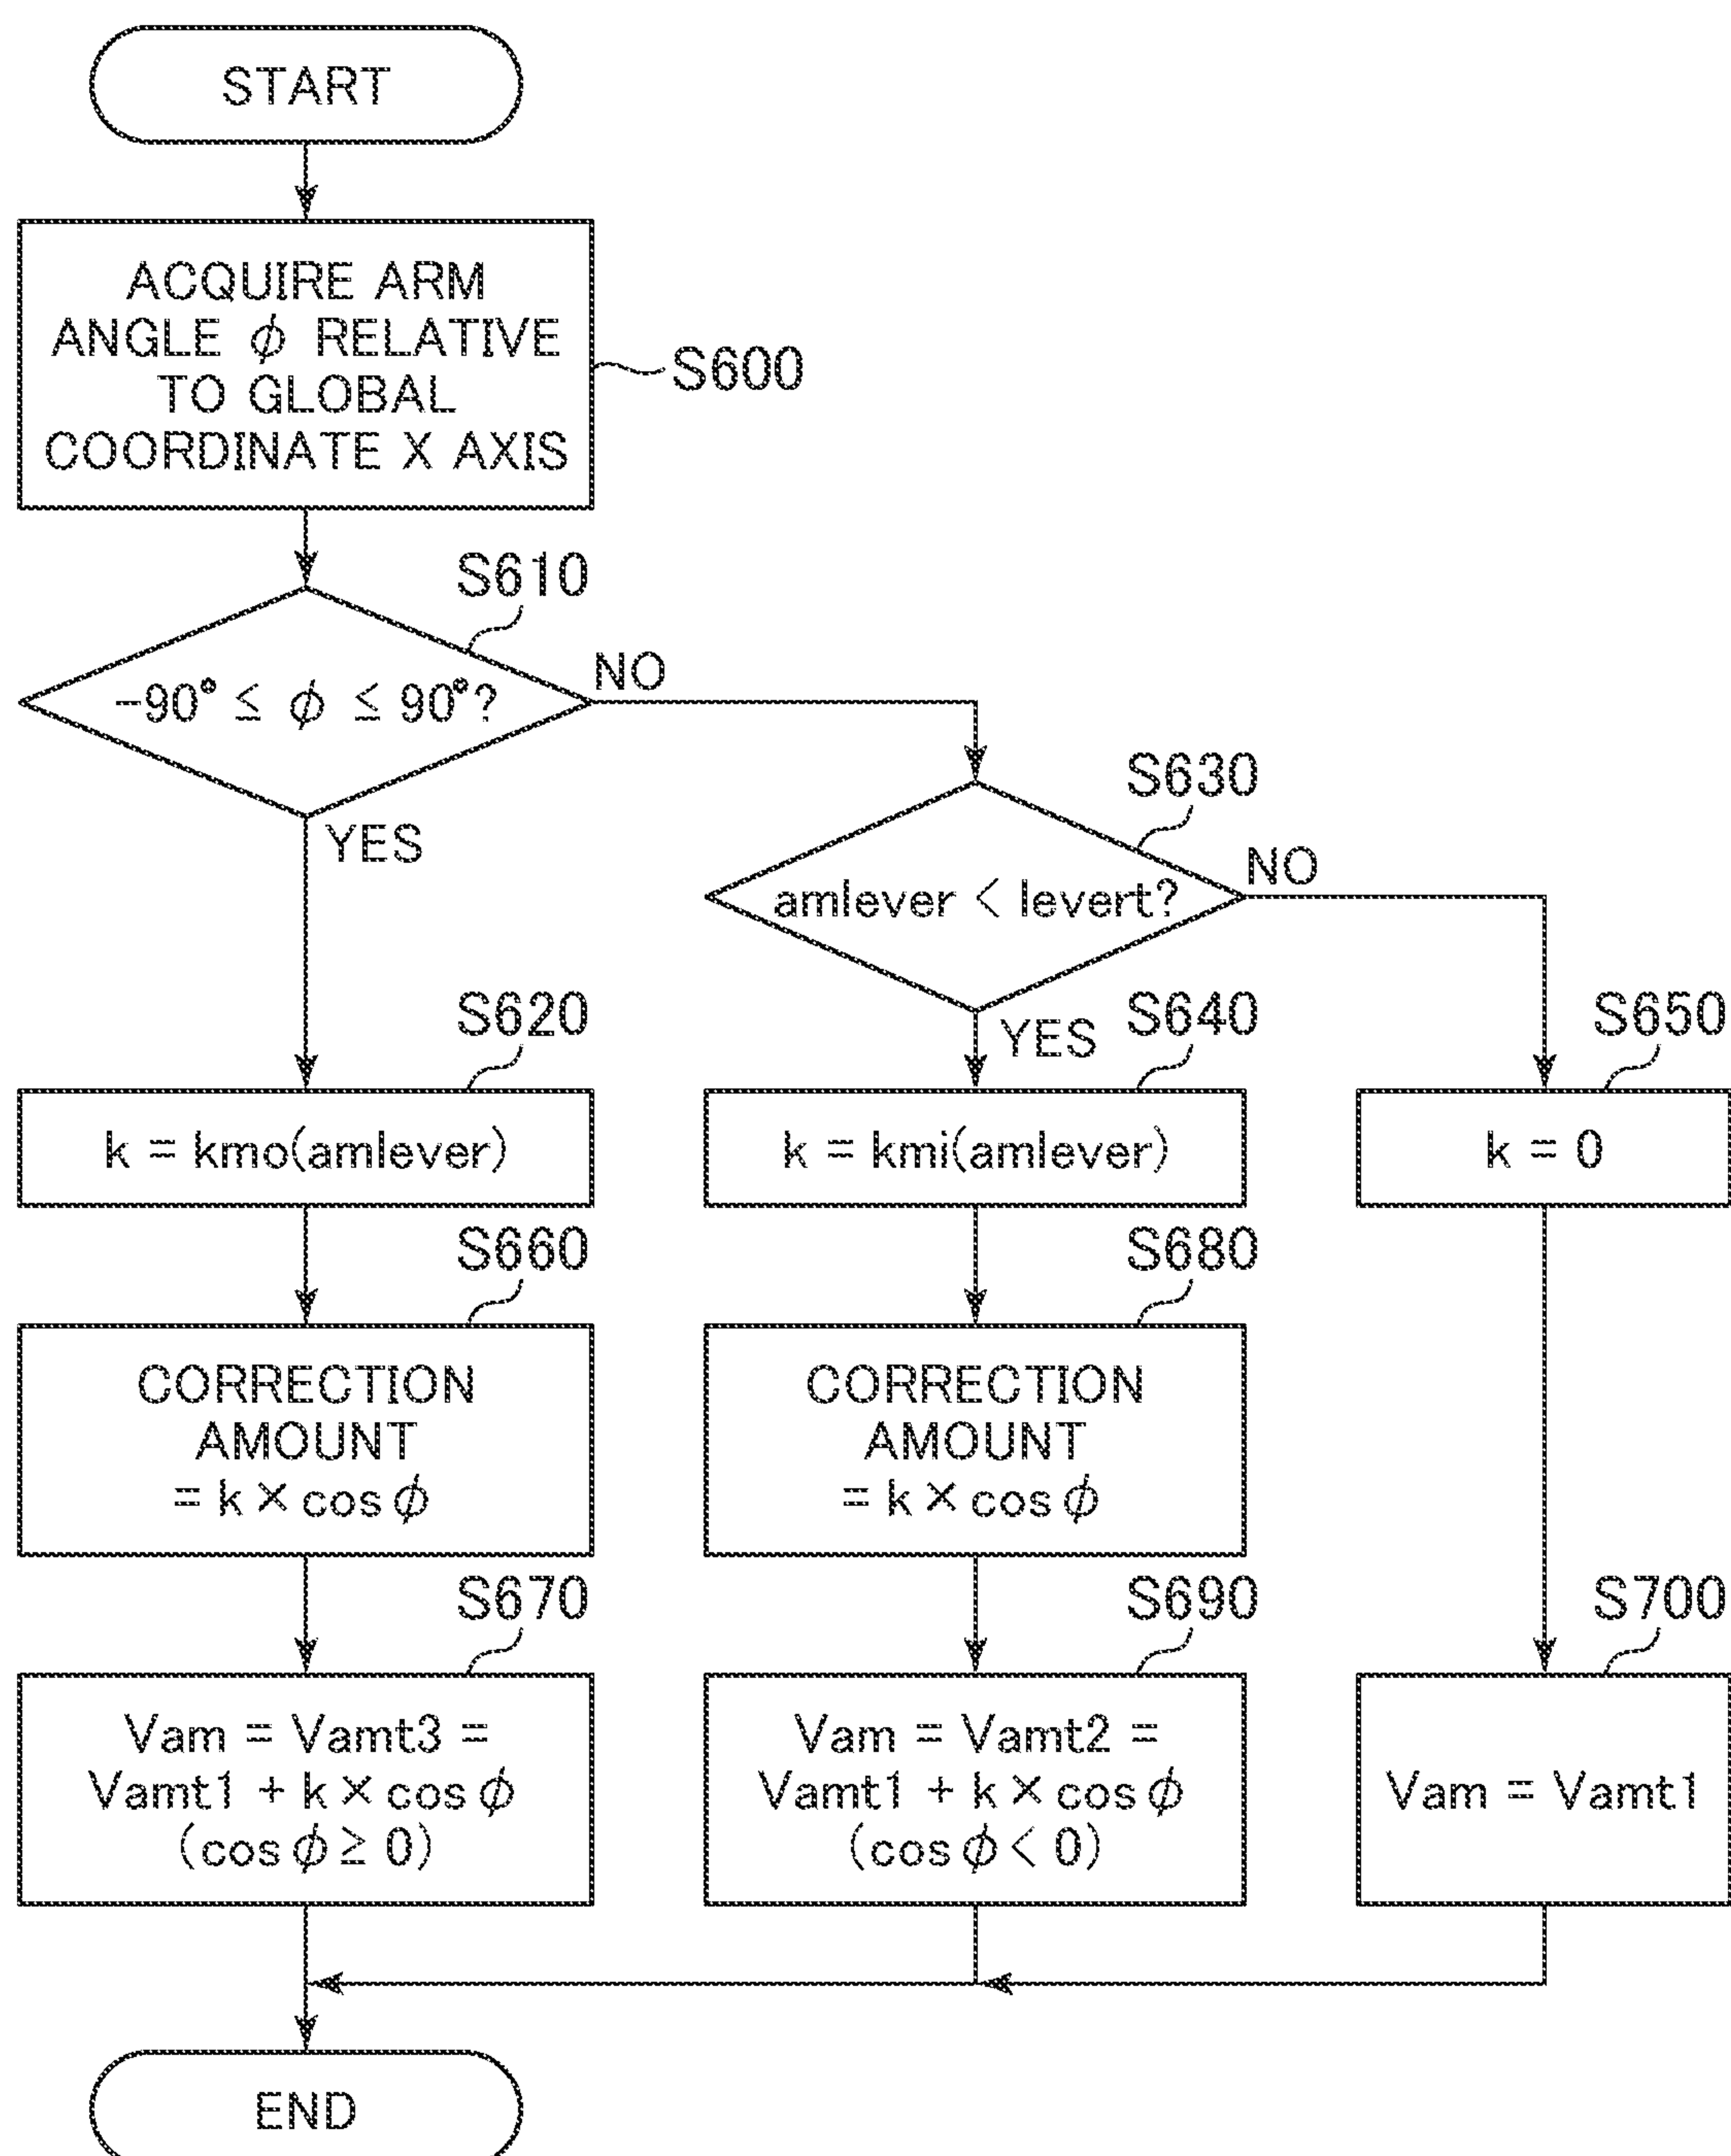 START
ACQUIRE ARM
ANGLE ϕ RELATIVE
TO GLOBAL
COORDINATE X AXIS
S600
S610
-90° ≤ ϕ ≤ 90°?
NO
YES
S630
amlever < levert?
NO
YES
S620
k = kmo(amlever)
S640
k = kmi(amlever)
S650
k = 0
S660
CORRECTION
AMOUNT
= k × cos ϕ
S680
CORRECTION
AMOUNT
= k × cos ϕ
S670
Vam = Vamt3 =
Vamt1 + k × cos ϕ
(cos ϕ ≥ 0)
S690
Vam = Vamt2 =
Vamt1 + k × cos ϕ
(cos ϕ < 0)
S700
Vam = Vamt1
END